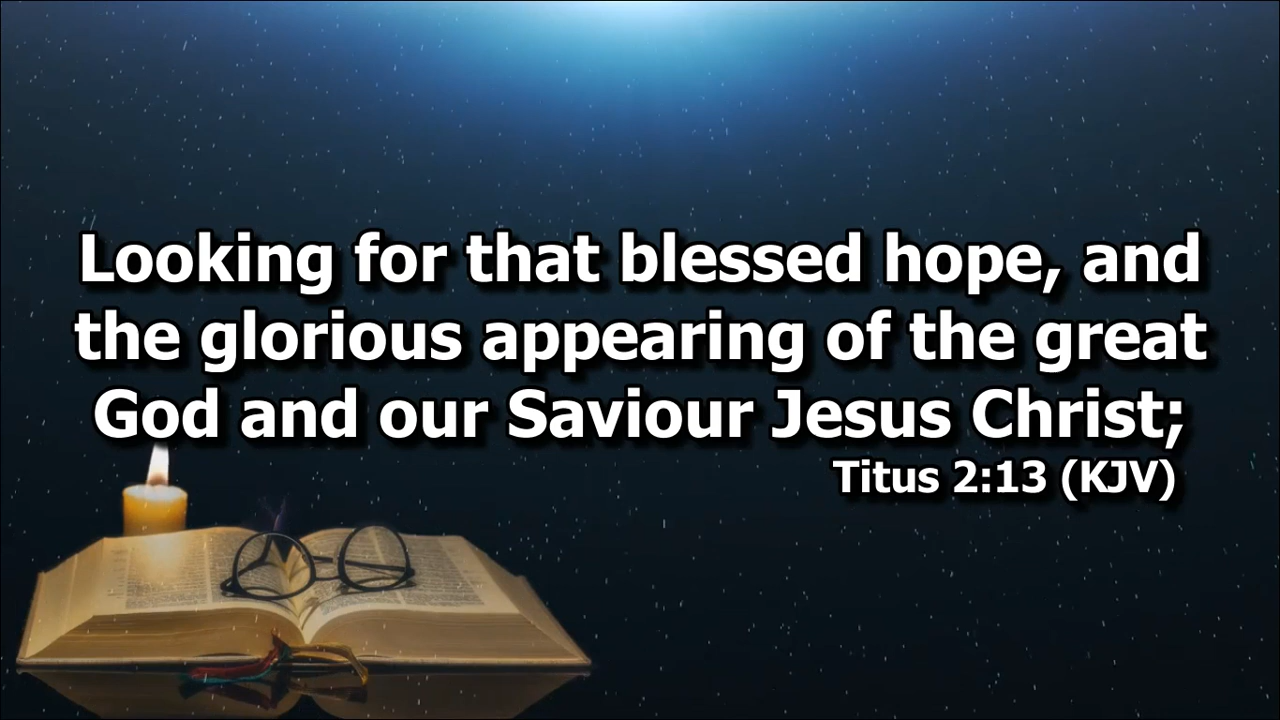 Looking for that blessed hope, and
the glorious appearing of the great
God and our Saviour Jesus Christ;
Titus 2:13 (KJV)